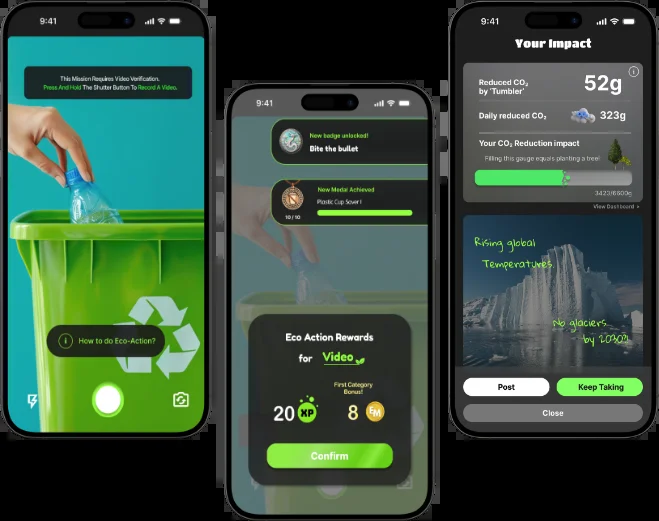 9:41
This Mission Requires Video Verification.
Press And Hold The Shutter Button To Record A Video.
How to do Eco-Action?
9:41
New badge unlocked!
Bite the bullet
New Medal Achieved
Plastic Cup Saver I
10/10
Eco Action Rewards
for Video
First Category
Bonus!
20 XP 8 EM
Confirm
9:41
Your Impact
Reduced CO₂
by 'Tumbler'
52g
Daily reduced CO₂ 323g
Your CO₂ Reduction impact
Filling this gauge equals planting a tree!
3423/6600g
View Dashboard >
Rising global
Temperatures
No glaciers
by 2030?!
Post Keep Taking
Close